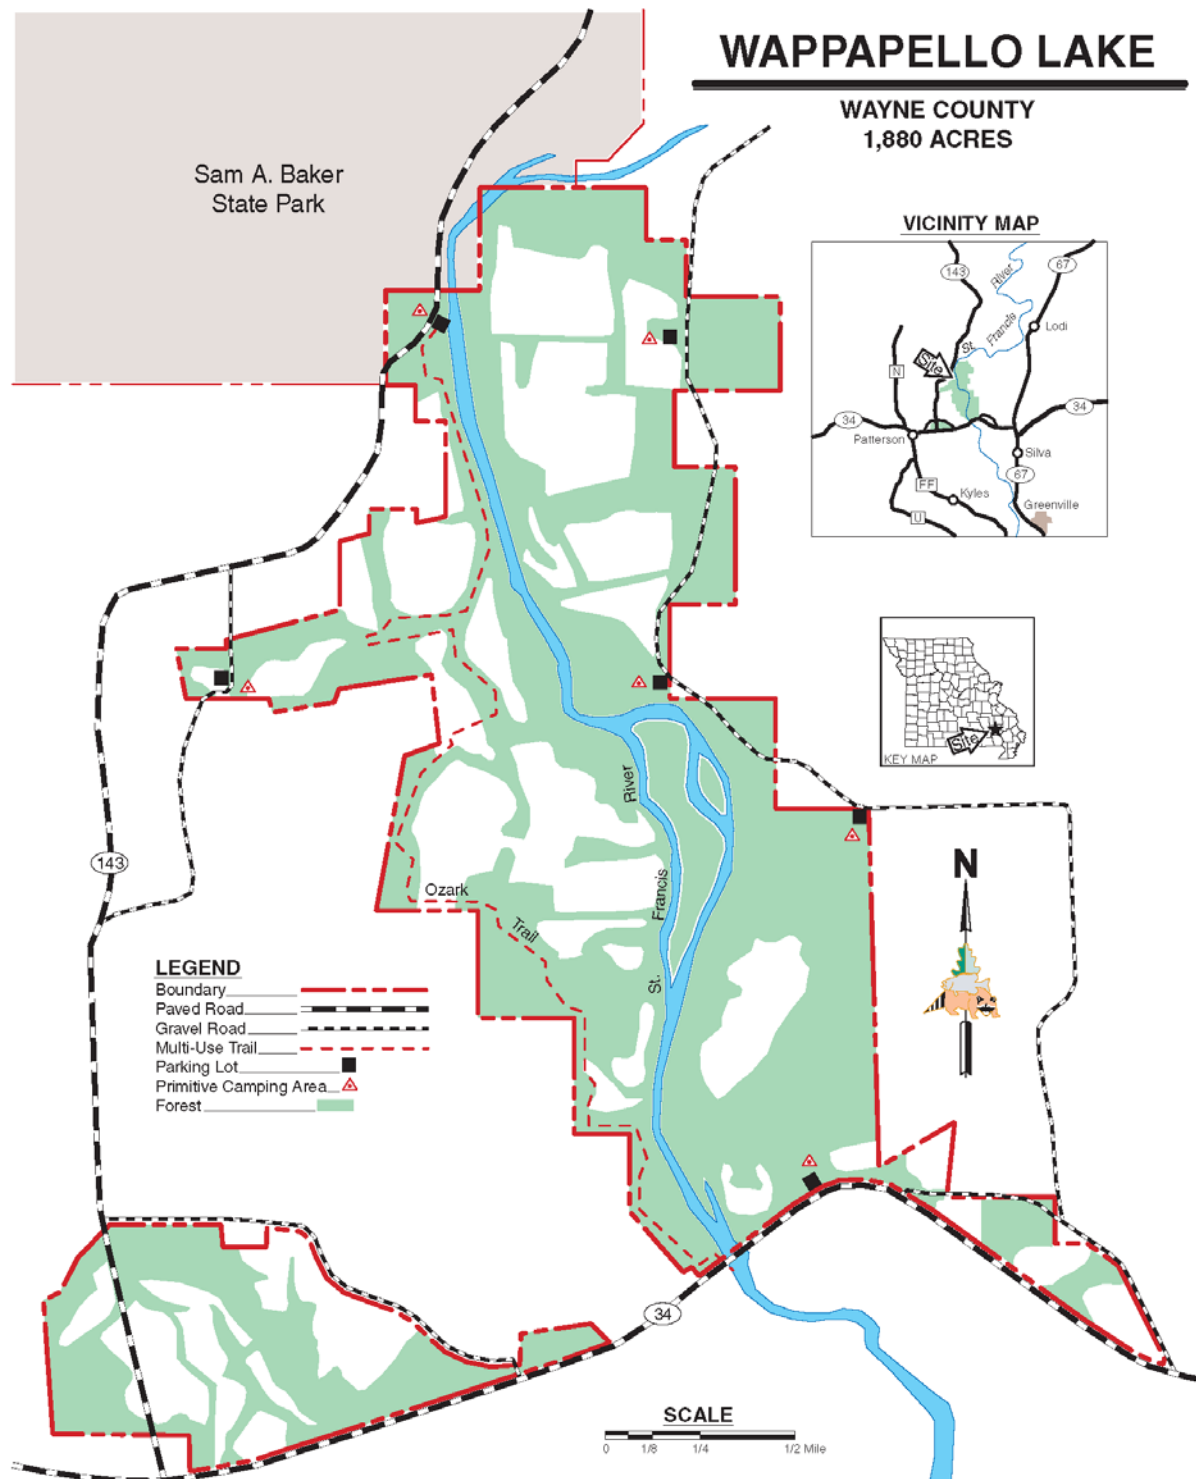 WAPPAPELLO LAKE
WAYNE COUNTY
1,880 ACRES
Sam A. Baker
State Park
VICINITY MAP
143
River
67
St. Francis
Lodi
Site
N
34
34
Patterson
Silva
67
FF
Kyles
Greenville
U
Site
KEY MAP
River
143
N
Ozark
Francis
Trail
St.
LEGEND
Boundary
Paved Road
Gravel Road
Multi-Use Trail
Parking Lot
Primitive Camping Area
Forest
34
SCALE
0 1/8 1/4 1/2 Mile